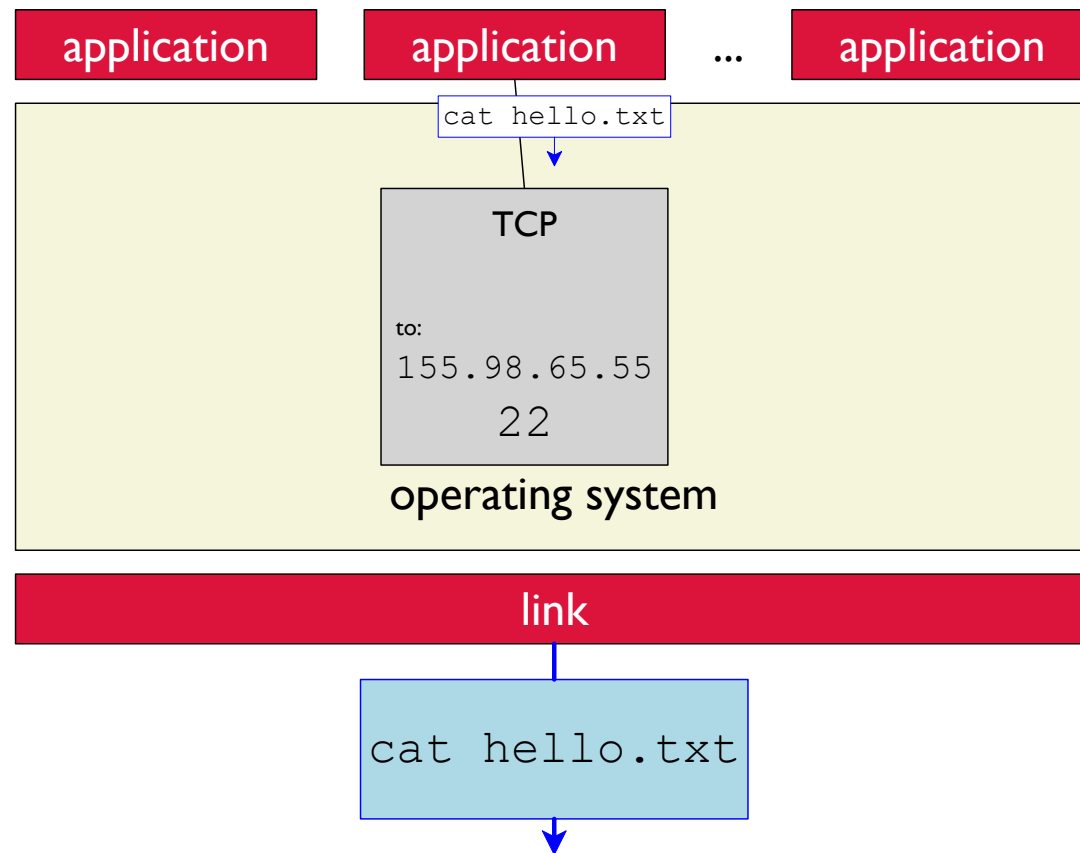 application application ... application
cat hello.txt
TCP
to:
155.98.65.55
22
operating system
link
cat hello.txt